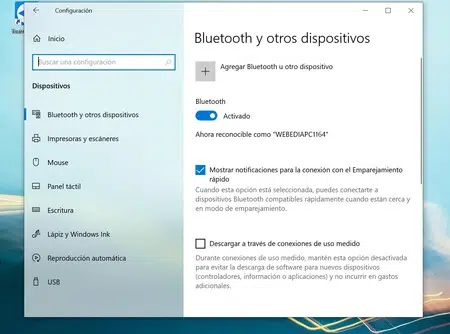 Configuración
Inicio
Buscar una configuración
Dispositivos
Bluetooth y otros dispositivos
Impresoras y escáneres
Mouse
Panel táctil
Escritura
Lápiz y Windows Ink
Reproducción automática
USB
Bluetooth y otros dispositivos
Agregar Bluetooth u otro dispositivo
Bluetooth
Activado
Ahora reconocible como "WEBEDIAPC1164"
Mostrar notificaciones para la conexión con el Emparejamiento
rápido
Cuando esta opción está seleccionada, puedes conectarte a
dispositivos Bluetooth compatibles rápidamente cuando están cerca y
en modo de emparejamiento.
Descargar a través de conexiones de uso medido
Durante conexiones de uso medido, mantén esta opción desactivada
para evitar la descarga de software para nuevos dispositivos
(controladores, información o aplicaciones) y no incurrir en gastos
adicionales.